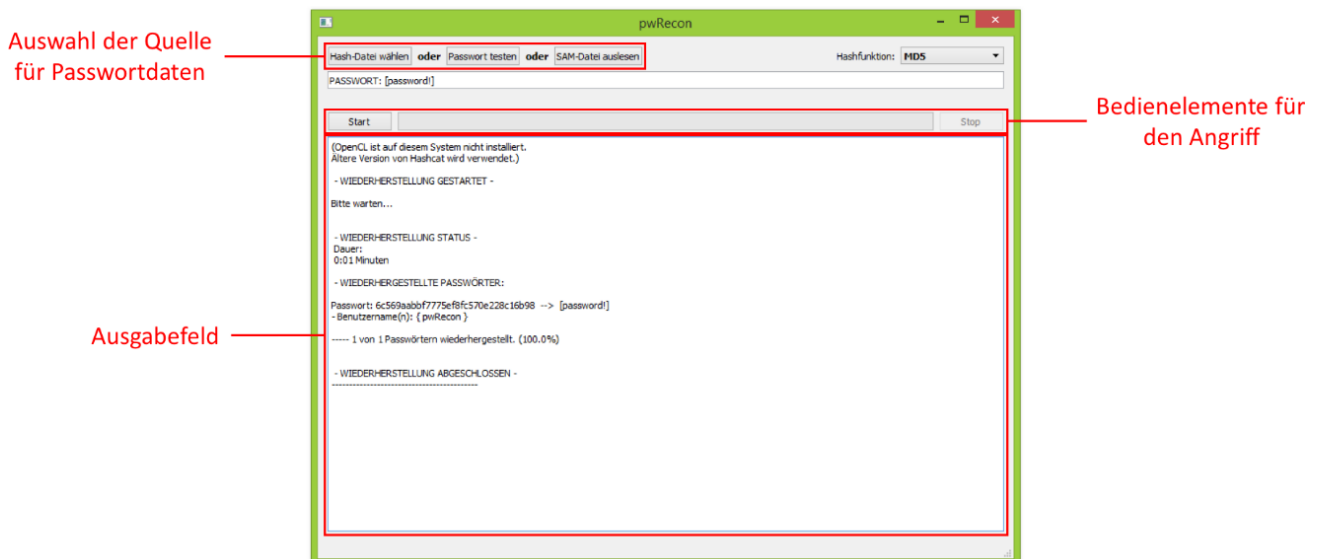 pwRecon
Auswahl der Quelle
für Passwortdaten
Hash-Datei wählen oder Passwort testen oder SAM-Datei auslesen
Hashfunktion: MD5
PASSWORT: [password!]
Start
Stop
Bedienelemente für
den Angriff
(OpenCL ist auf diesem System nicht installiert.
Ältere Version von Hashcat wird verwendet.)
- WIEDERHERSTELLUNG GESTARTET -
Bitte warten...
- WIEDERHERSTELLUNG STATUS -
Dauer:
0:01 Minuten
- WIEDERHERGESTELLTE PASSWÖRTER:
Passwort: 6c569aabbf7775ef8fc570e228c16b98 --> [password!]
- Benutzername(n): { pwRecon }
----- 1 von 1 Passwörtern wiederhergestellt. (100.0%)
- WIEDERHERSTELLUNG ABGESCHLOSSEN -
------------------------------------------
Ausgabefeld